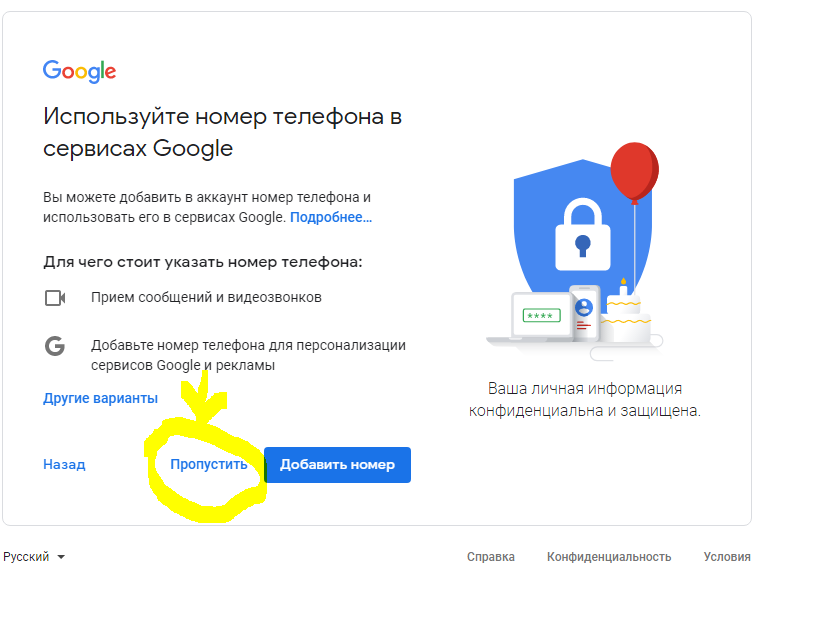 Google
Используйте номер телефона в
сервисах Google
Вы можете добавить в аккаунт номер телефона и
использовать его в сервисах Google. Подробнее...
Для чего стоит указать номер телефона:
Прием сообщений и видеозвонков
Добавьте номер телефона для персонализации
сервисов Google и рекламы
Другие варианты
Назад
Пропустить
Добавить номер
****
Ваша личная информация
конфиденциальна и защищена.
Русский
Справка
Конфиденциальность
Условия